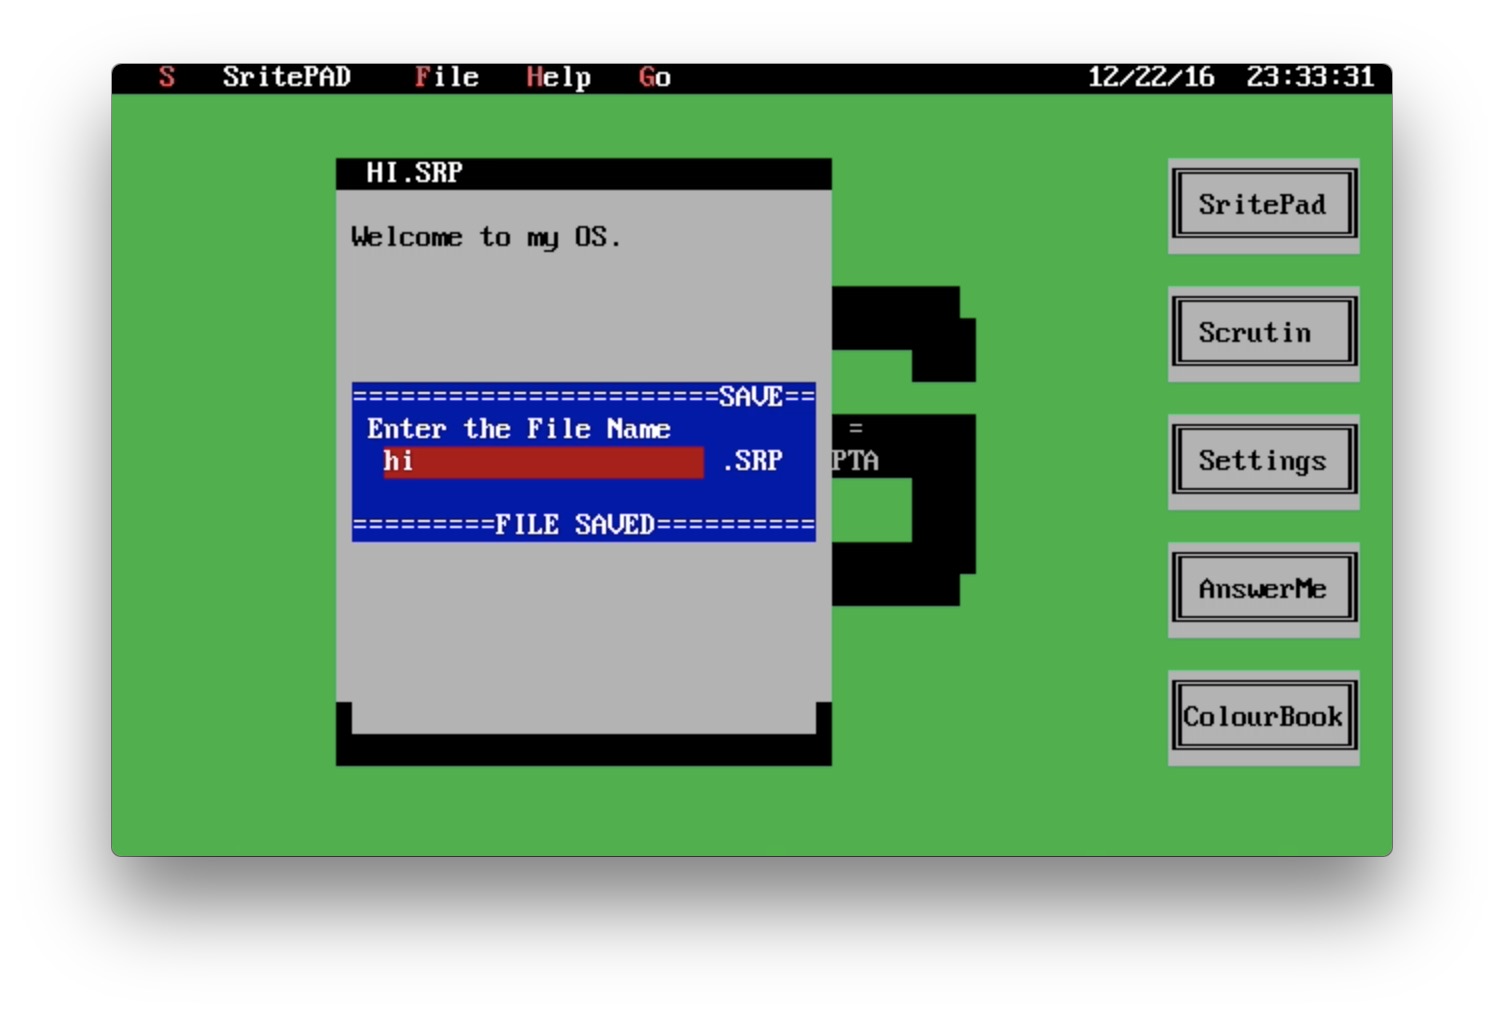 S SritePAD File Help Go 12/22/16 23:33:31
HI.SRP
Welcome to my OS.
=======================SAVE==
Enter the File Name
hi .SRP
=========FILE SAVED==========
=
PTA
SritePad
Scrutin
Settings
AnswerMe
ColourBook